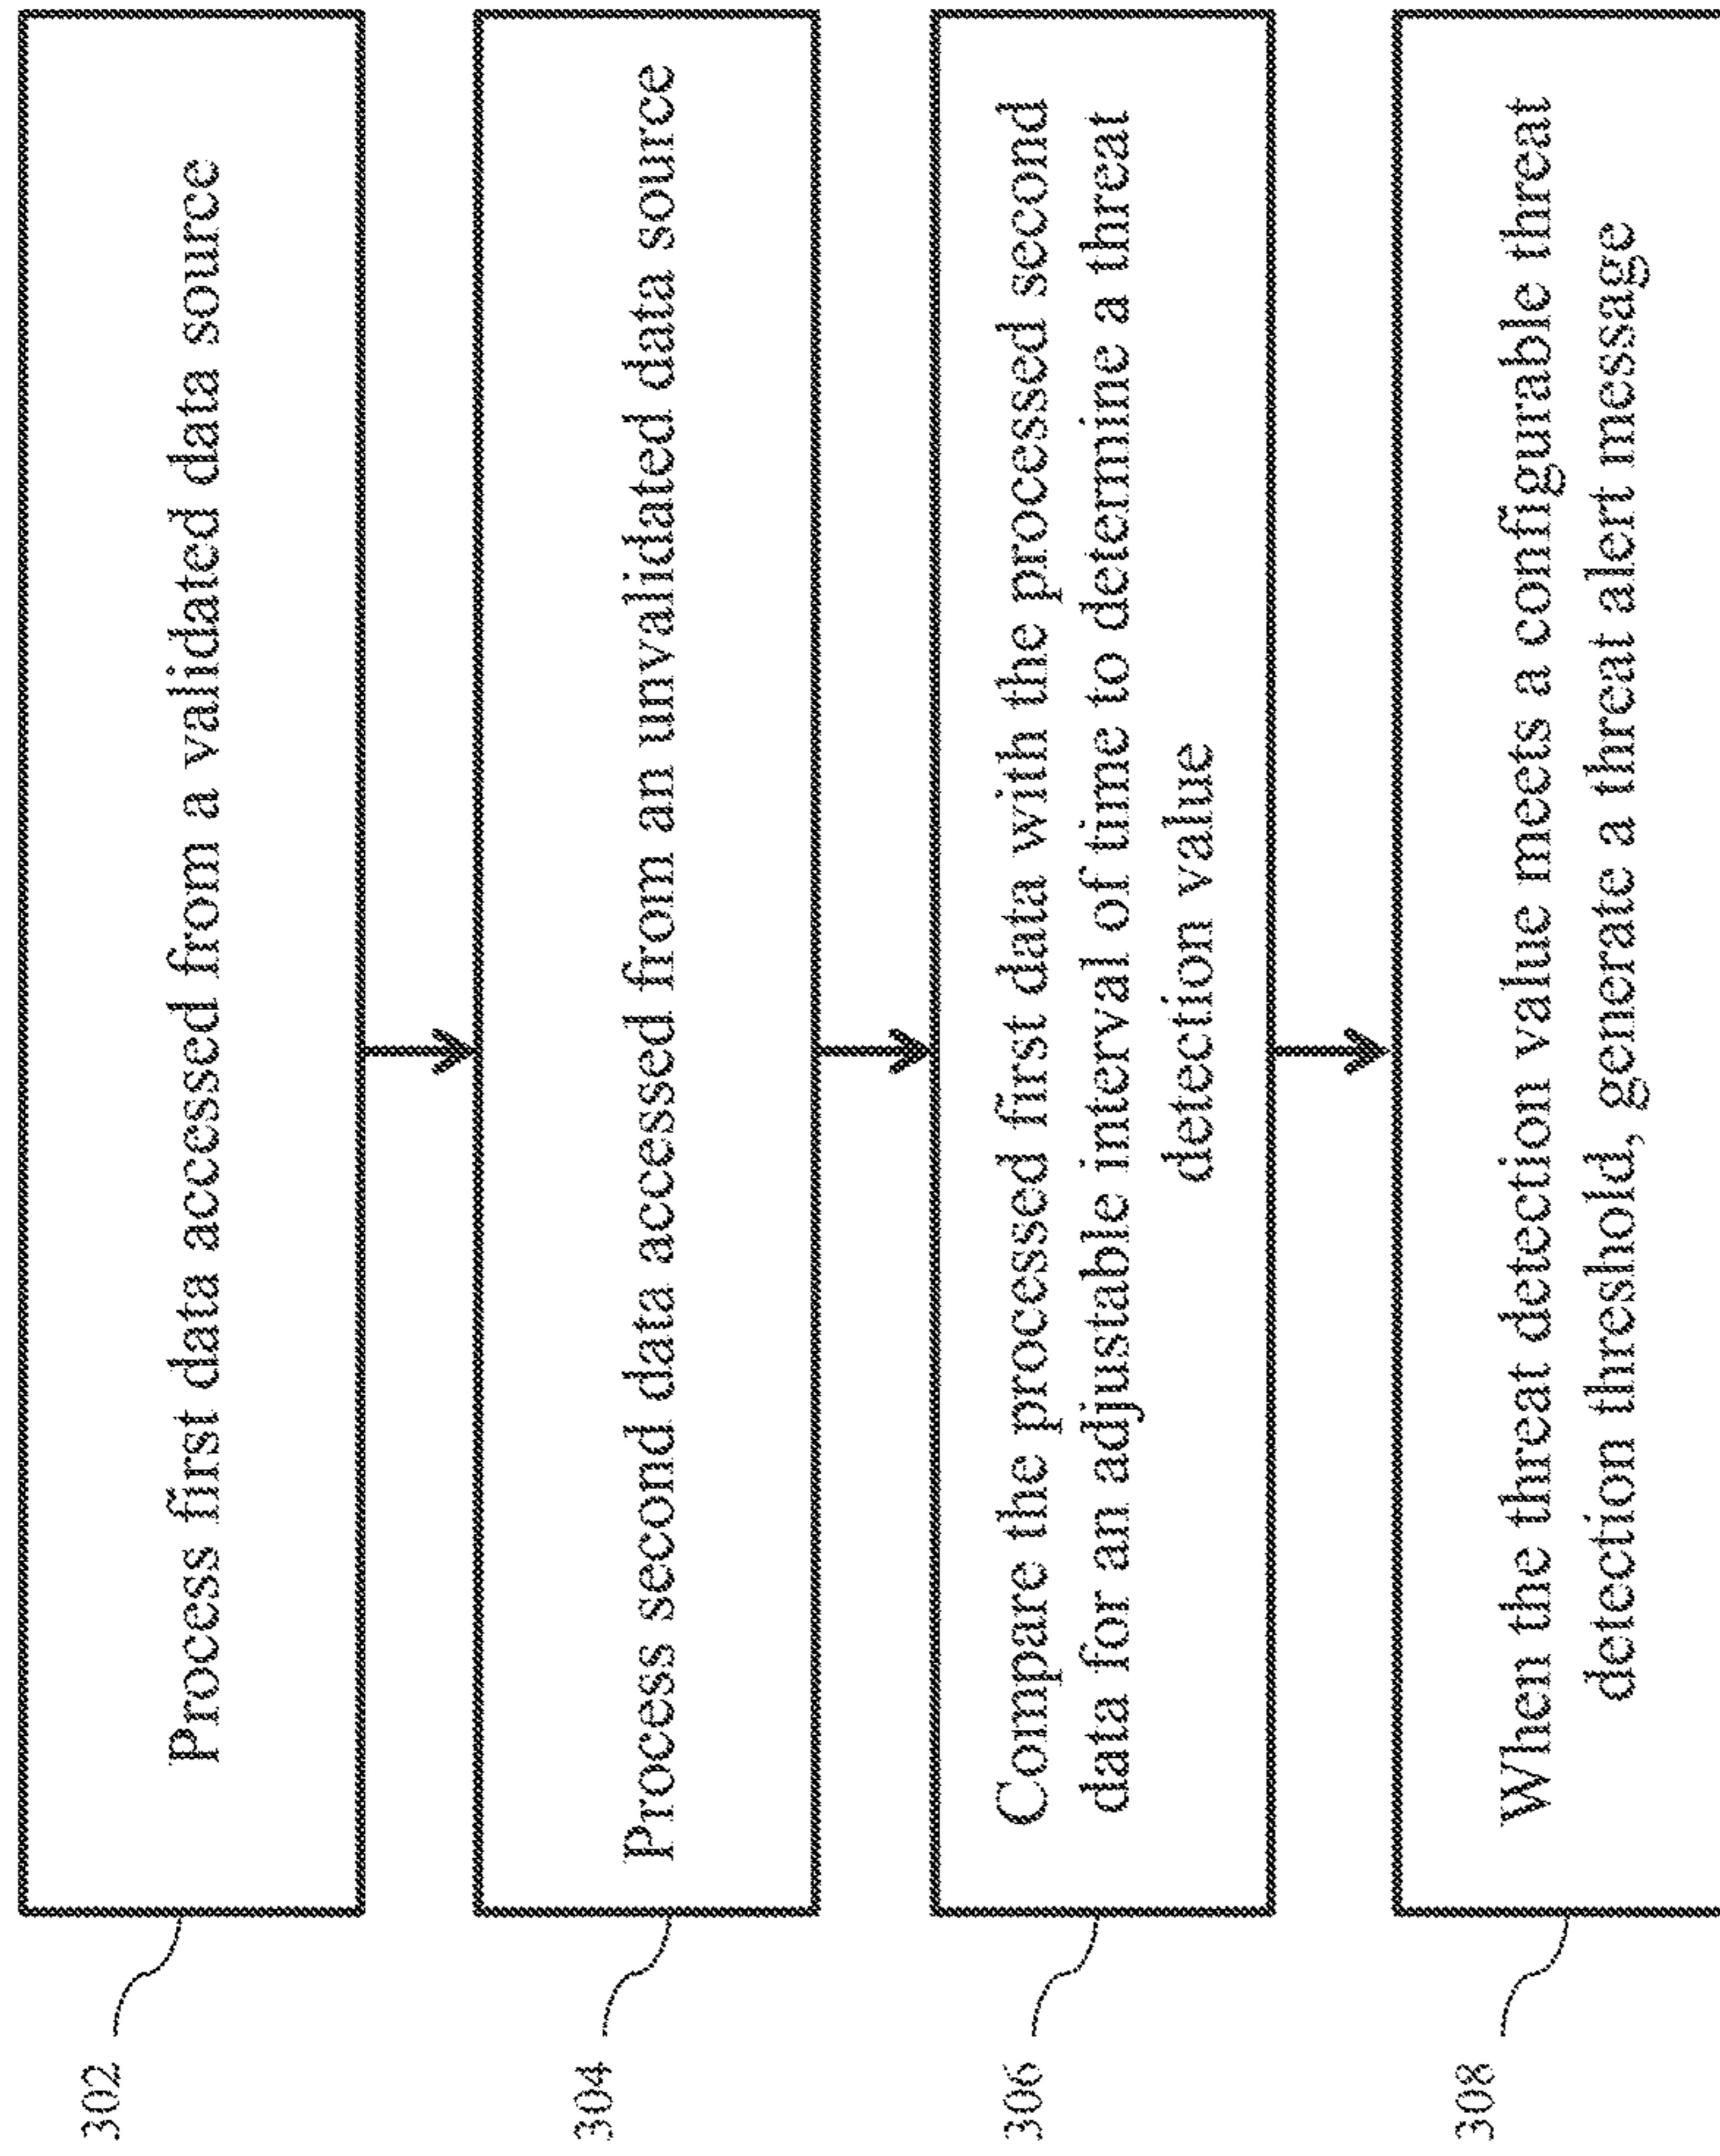 302
Process first data accessed from a validated data source
304
Process second data accessed from an unvalidated data source
306
Compare the processed first data with the processed second
data for an adjustable interval of time to determine a threat
detection value
308
When the threat detection value meets a configurable threat
detection threshold, generate a threat alert message